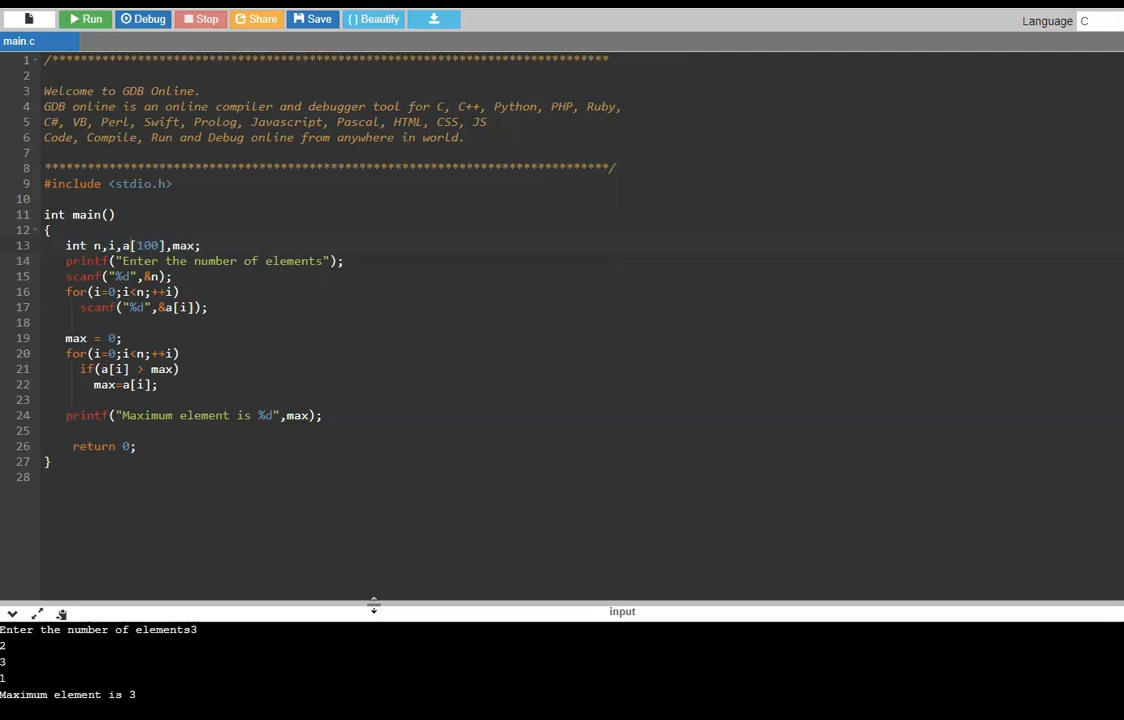 Run Debug Stop Share Save { } Beautify
Language C
main.c
1 /******************************************************************************
2
3 Welcome to GDB Online.
4 GDB online is an online compiler and debugger tool for C, C++, Python, PHP, Ruby,
5 C#, VB, Perl, Swift, Prolog, Javascript, Pascal, HTML, CSS, JS
6 Code, Compile, Run and Debug online from anywhere in world.
7
8 *******************************************************************************/
9 #include <stdio.h>
10
11 int main()
12 {
13 int n,i,a[100],max;
14 printf("Enter the number of elements");
15 scanf("%d",&n);
16 for(i=0;i<n;++i)
17 scanf("%d",&a[i]);
18
19 max = 0;
20 for(i=0;i<n;++i)
21 if(a[i] > max)
22 max=a[i];
23
24 printf("Maximum element is %d",max);
25
26 return 0;
27 }
28
input
Enter the number of elements3
2
3
1
Maximum element is 3